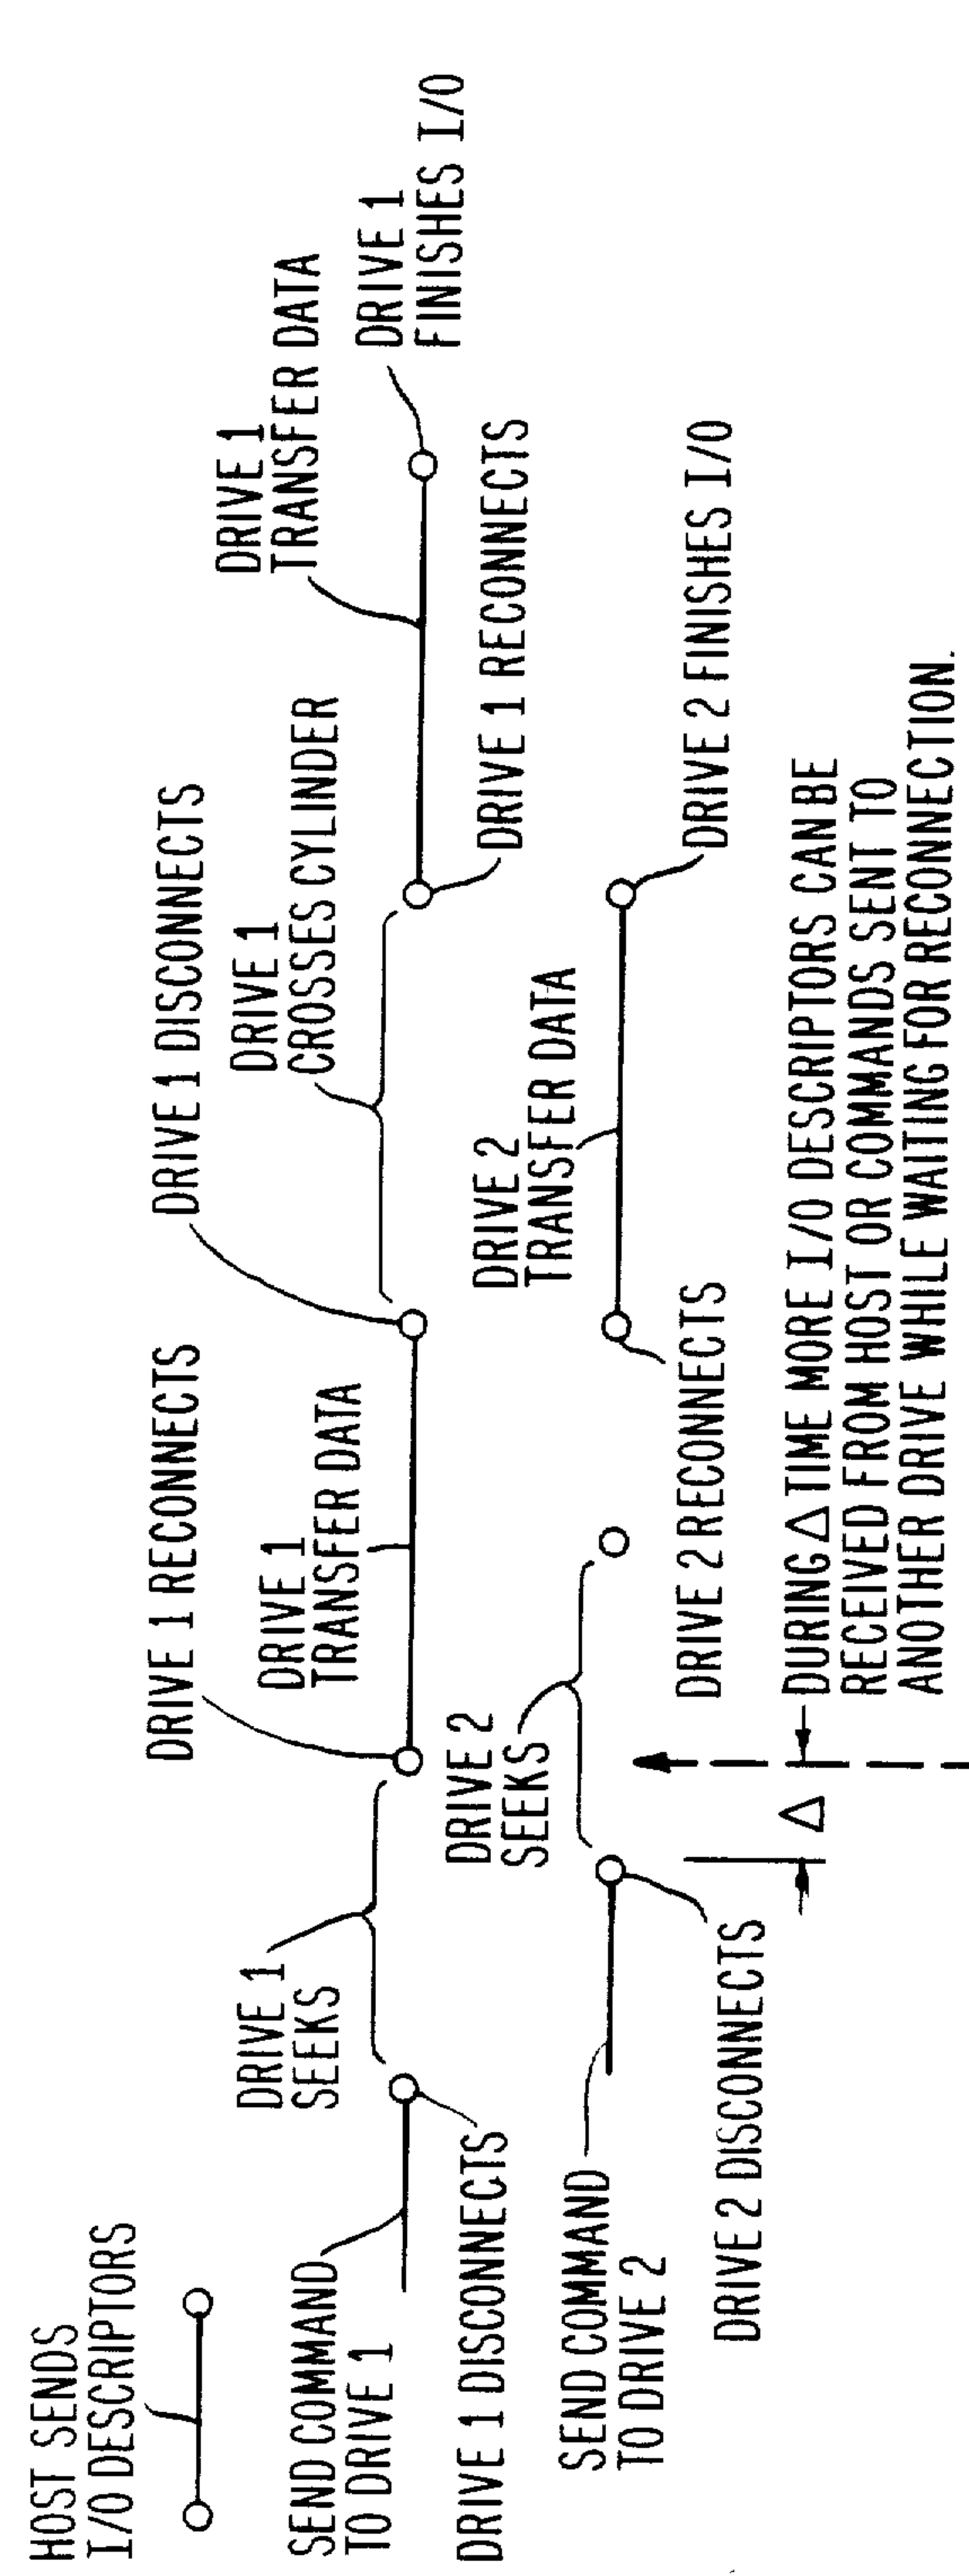 HOST SENDS
I/O DESCRIPTORS
SEND COMMAND
TO DRIVE 1
DRIVE 1
SEEKS
DRIVE 1 RECONNECTS
DRIVE 1
TRANSFER DATA
DRIVE 1 DISCONNECTS
DRIVE 1
CROSSES CYLINDER
DRIVE 1
TRANSFER DATA
DRIVE 1
FINISHES I/O
DRIVE 1 DISCONNECTS
DRIVE 1 RECONNECTS
SEND COMMAND
TO DRIVE 2
DRIVE 2
SEEKS
DRIVE 2
TRANSFER DATA
DRIVE 2 DISCONNECTS
DRIVE 2 RECONNECTS
DRIVE 2 FINISHES I/O
Δ
DURING Δ TIME MORE I/O DESCRIPTORS CAN BE
RECEIVED FROM HOST OR COMMANDS SENT TO
ANOTHER DRIVE WHILE WAITING FOR RECONNECTION.